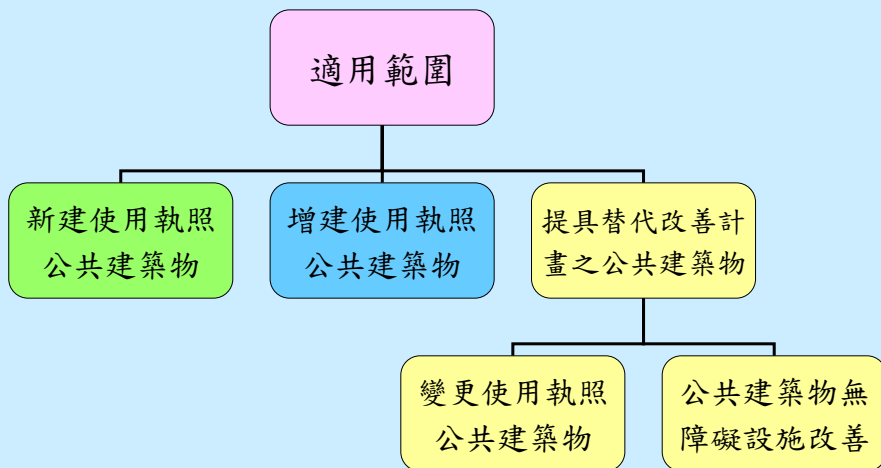 適用範圍
新建使用執照
公共建築物
增建使用執照
公共建築物
提具替代改善計
畫之公共建築物
變更使用執照
公共建築物
公共建築物無
障礙設施改善